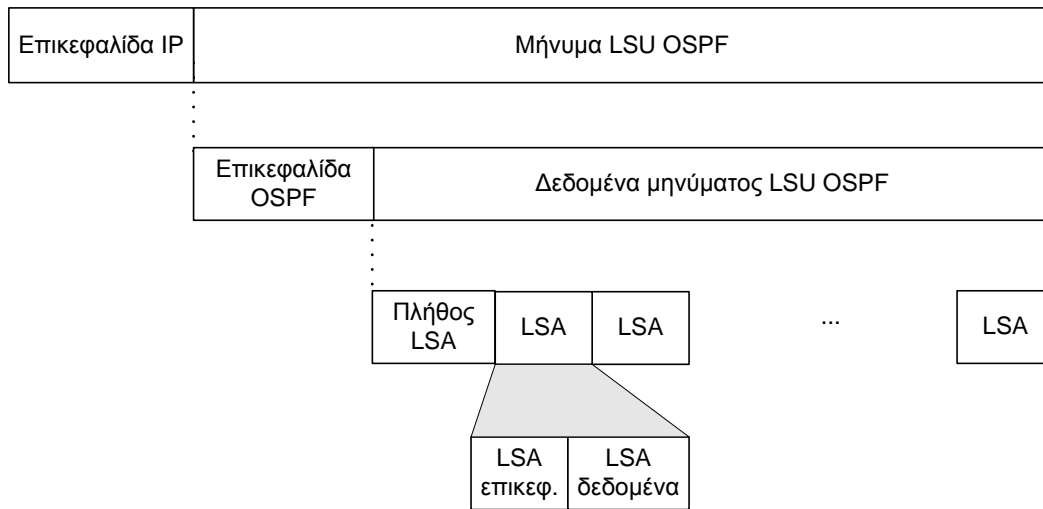 Επικεφαλίδα IP
Μήνυμα LSU OSPF
Επικεφαλίδα
OSPF
Δεδομένα μηνύματος LSU OSPF
Πλήθος
LSA
LSA
LSA
...
LSA
LSA
επικεφ.
LSA
δεδομένα